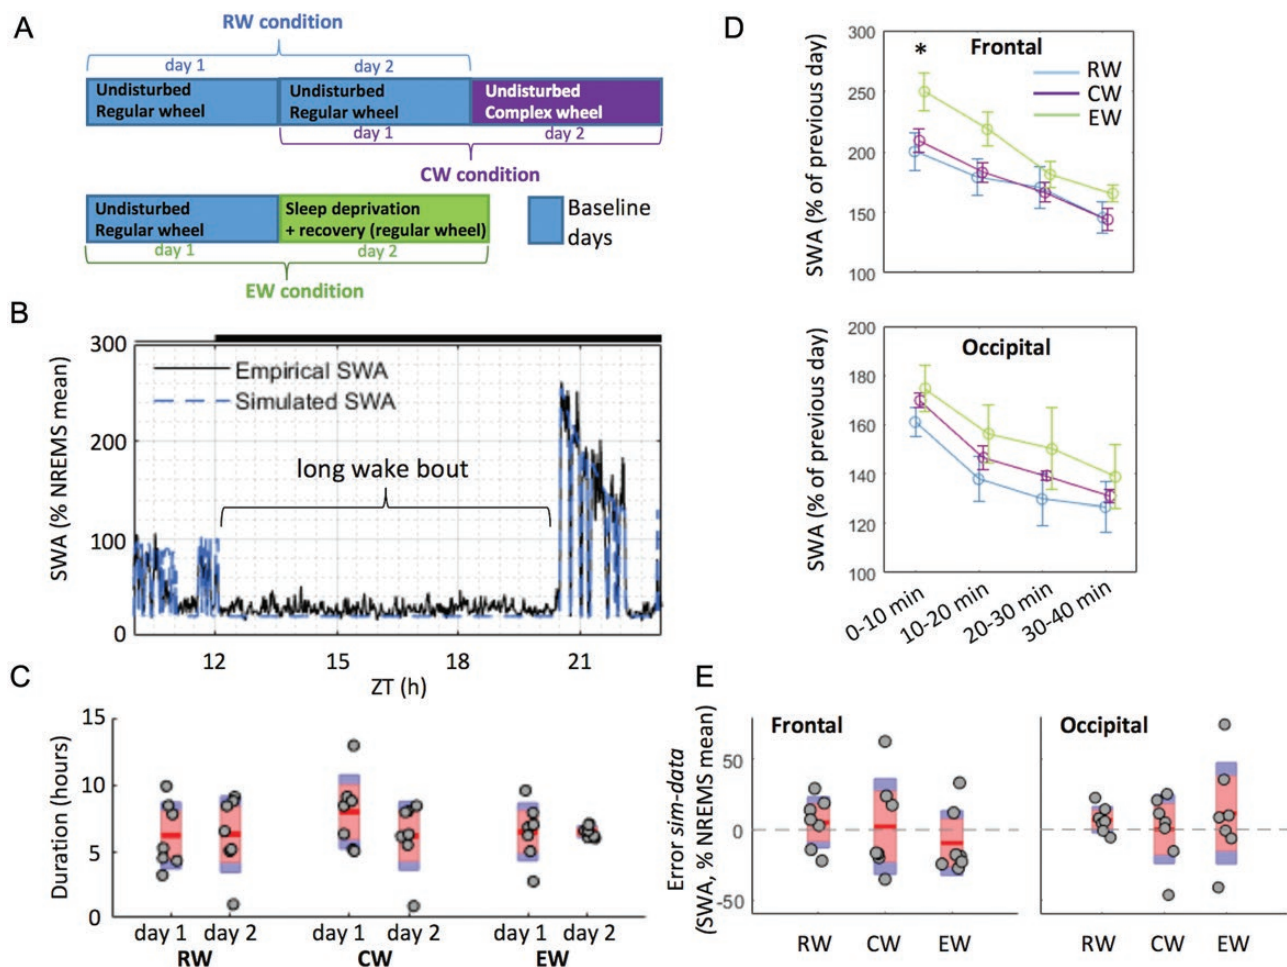 A
RW condition
day 1
day 2
Undisturbed
Regular wheel
Undisturbed
Regular wheel
Undisturbed
Complex wheel
day 1
day 2
CW condition
Undisturbed
Regular wheel
Sleep deprivation
+ recovery (regular wheel)
Baseline
days
day 1
day 2
EW condition
B
SWA (% NREMS mean)
300
200
100
0
Empirical SWA
Simulated SWA
long wake bout
12
15
18
21
ZT (h)
C
Duration (hours)
15
10
5
0
day 1
day 2
day 1
day 2
day 1
day 2
RW
CW
EW
D
SWA (% of previous day)
300
250
200
150
100
*
Frontal
RW
CW
EW
SWA (% of previous day)
200
180
160
140
120
100
Occipital
0-10 min
10-20 min
20-30 min
30-40 min
E
Error sim-data
(SWA, % NREMS mean)
50
0
-50
Frontal
Occipital
RW
CW
EW
RW
CW
EW